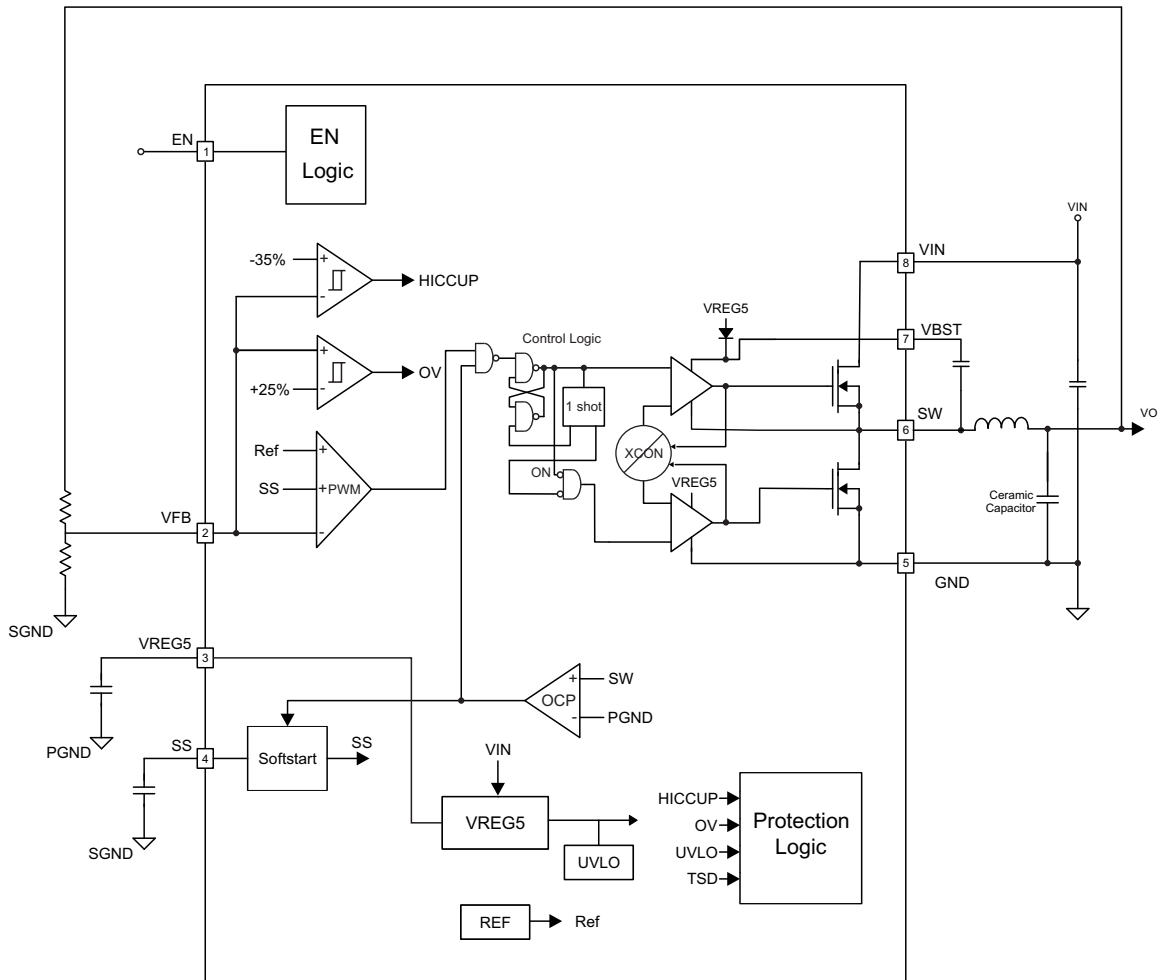 EN
1
EN
Logic
-35%
+
-
HICCUP
+
+25%
-
OV
Ref
+
SS
+
PWM
-
VFB
2
SGND
Control Logic
1 shot
ON
XCON
VREG5
VREG5
VIN
8
VIN
VBST
7
SW
6
VO
Ceramic
Capacitor
5
GND
VREG5
3
PGND
SS
4
SGND
Softstart
SS
OCP
+
SW
-
PGND
VIN
VREG5
UVLO
HICCUP
OV
UVLO
TSD
Protection
Logic
REF
Ref